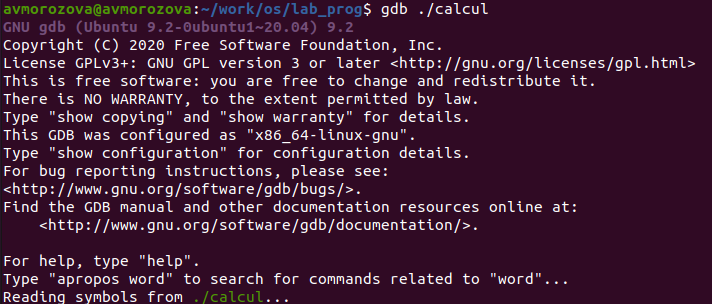 avmorozova@avmorozova:~/work/os/lab_prog$ gdb ./calcul
GNU gdb (Ubuntu 9.2-0ubuntu1~20.04) 9.2
Copyright (C) 2020 Free Software Foundation, Inc.
License GPLv3+: GNU GPL version 3 or later <http://gnu.org/licenses/gpl.html>
This is free software: you are free to change and redistribute it.
There is NO WARRANTY, to the extent permitted by law.
Type "show copying" and "show warranty" for details.
This GDB was configured as "x86_64-linux-gnu".
Type "show configuration" for configuration details.
For bug reporting instructions, please see:
<http://www.gnu.org/software/gdb/bugs/>.
Find the GDB manual and other documentation resources online at:
    <http://www.gnu.org/software/gdb/documentation/>.

For help, type "help".
Type "apropos word" to search for commands related to "word"...
Reading symbols from ./calcul...